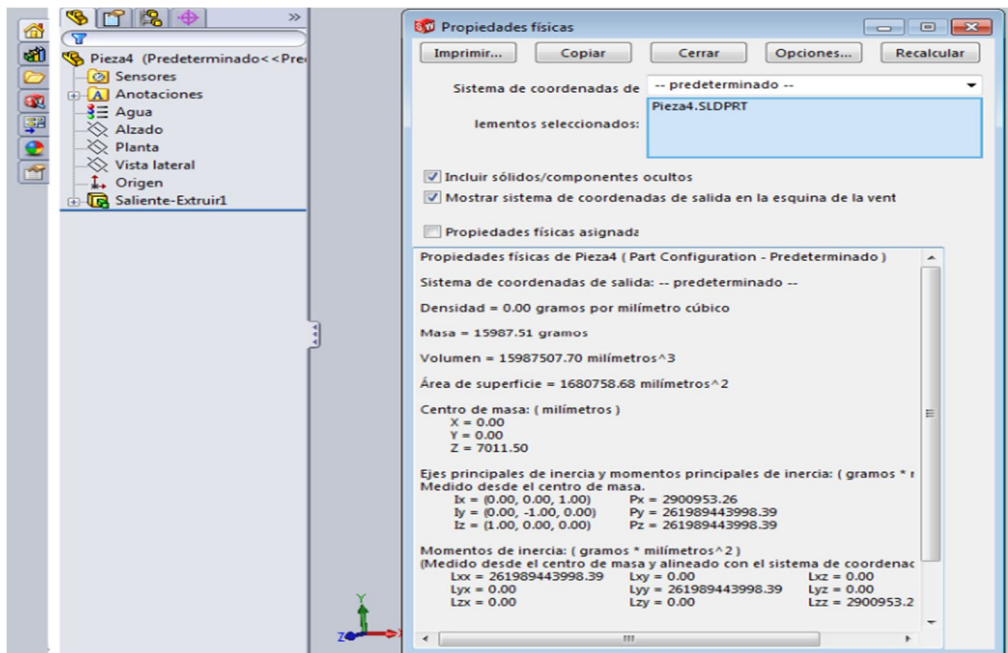 »
Pieza4 (Predeterminado<<Pre
Sensores
Anotaciones
Agua
Alzado
Planta
Vista lateral
Origen
Saliente-Extruir1
Y
Z
Propiedades físicas
Imprimir... Copiar Cerrar Opciones... Recalcular
Sistema de coordenadas de -- predeterminado --
lementos seleccionados: Pieza4.SLDPRT
Incluir sólidos/componentes ocultos
Mostrar sistema de coordenadas de salida en la esquina de la vent
Propiedades físicas asignada
Propiedades físicas de Pieza4 ( Part Configuration - Predeterminado )
Sistema de coordenadas de salida: -- predeterminado --
Densidad = 0.00 gramos por milímetro cúbico
Masa = 15987.51 gramos
Volumen = 15987507.70 milímetros^3
Área de superficie = 1680758.68 milímetros^2
Centro de masa: ( milímetros )
X = 0.00
Y = 0.00
Z = 7011.50
Ejes principales de inercia y momentos principales de inercia: ( gramos *
Medido desde el centro de masa.
Ix = (0.00, 0.00, 1.00) Px = 2900953.26
Iy = (0.00, -1.00, 0.00) Py = 261989443998.39
Iz = (1.00, 0.00, 0.00) Pz = 261989443998.39
Momentos de inercia: ( gramos * milímetros^2 )
(Medido desde el centro de masa y alineado con el sistema de coordenac
Lxx = 261989443998.39 Lxy = 0.00 Lxz = 0.00
Lyx = 0.00 Lyy = 261989443998.39 Lyz = 0.00
Lzx = 0.00 Lzy = 0.00 Lzz = 2900953.2